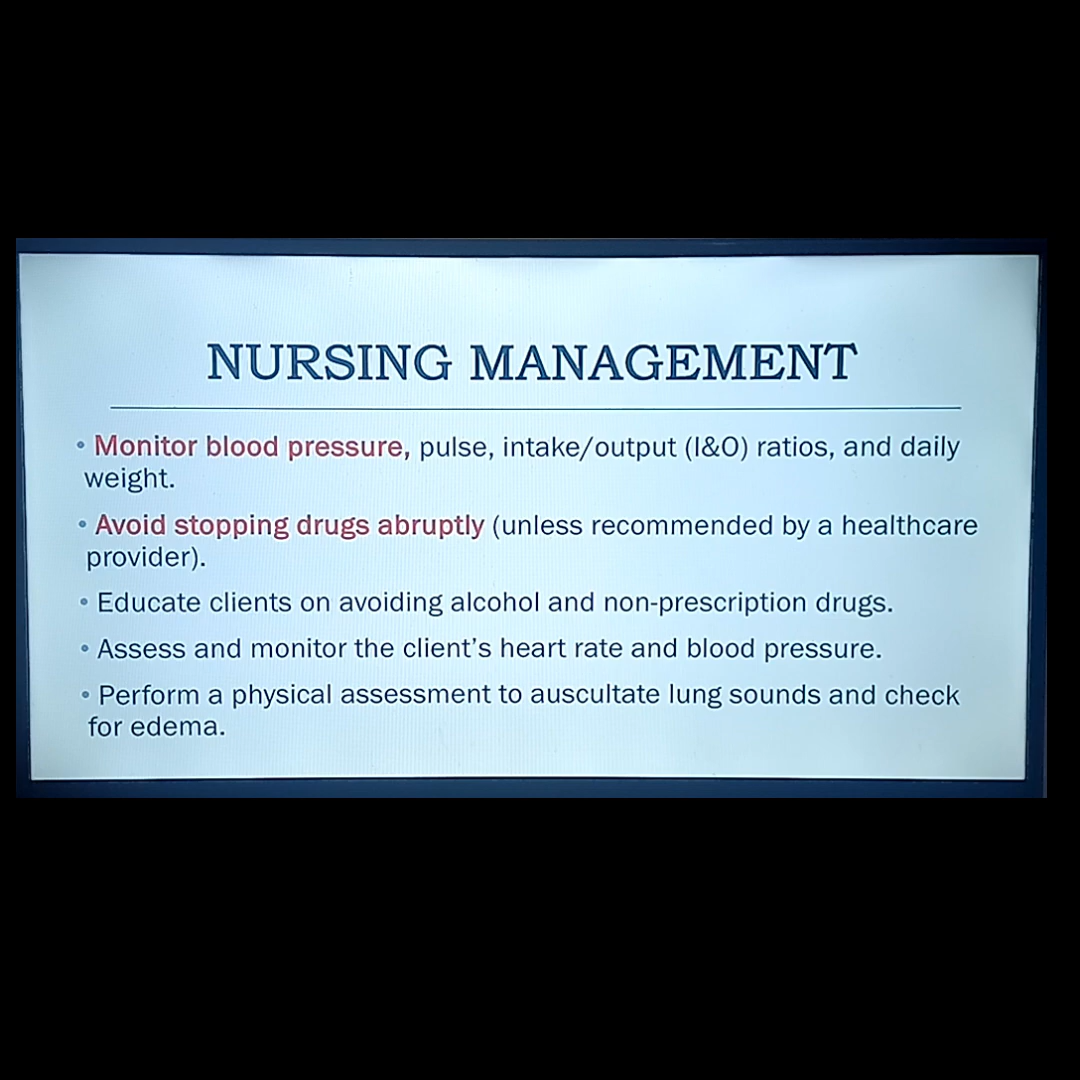 NURSING MANAGEMENT
• Monitor blood pressure, pulse, intake/output (I&O) ratios, and daily
weight.
• Avoid stopping drugs abruptly (unless recommended by a healthcare
provider).
• Educate clients on avoiding alcohol and non-prescription drugs.
• Assess and monitor the client's heart rate and blood pressure.
• Perform a physical assessment to auscultate lung sounds and check
for edema.